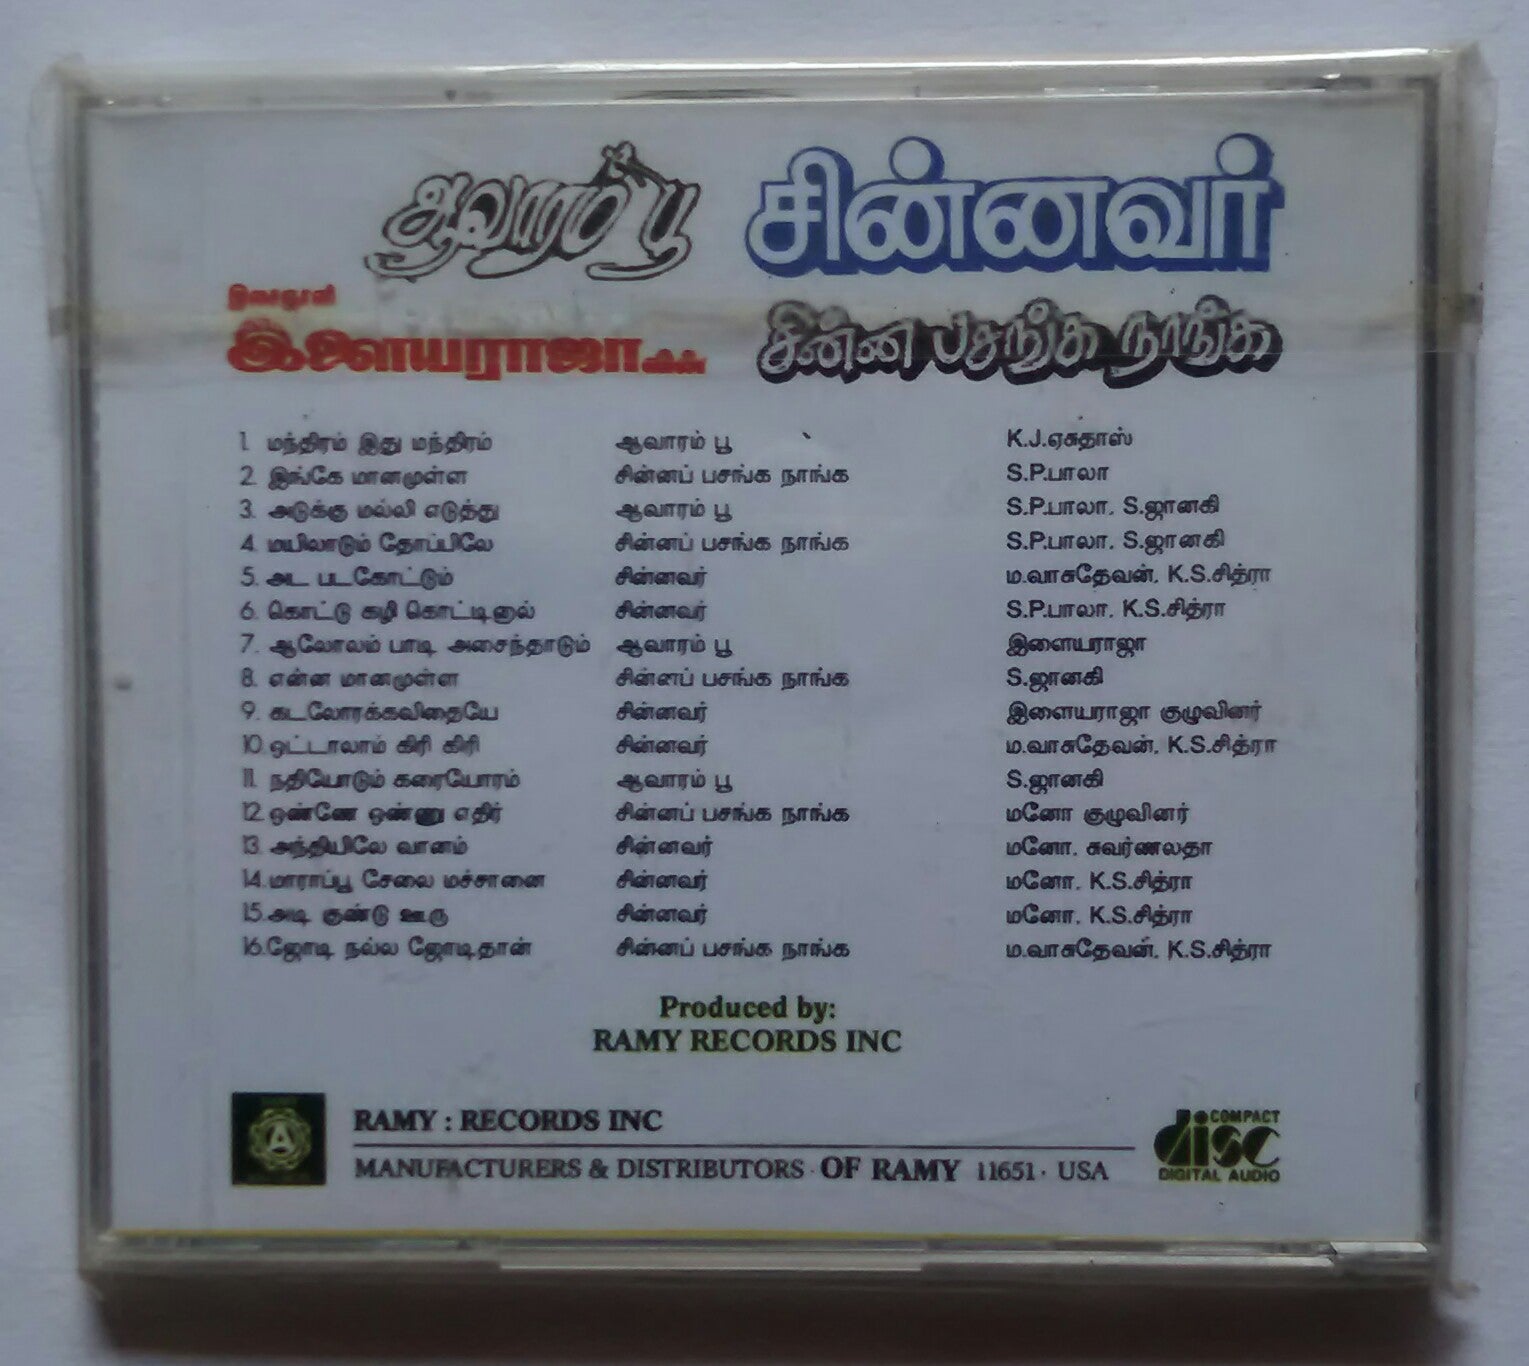 ஆவாரம் பூ சின்னவர்
இசைஞானி
இளையராஜாவின் சின்ன பசங்க நாங்க
1. மந்திரம் இது மந்திரம் ஆவாரம் பூ K.J.ஏசுதாஸ்
2. இங்கே மானமுள்ள சின்னப் பசங்க நாங்க S.P.பாலா
3. அடுக்கு மல்லி எடுத்து ஆவாரம் பூ S.P.பாலா, S.ஜானகி
4. மயிலாடும் தோப்பிலே சின்னப் பசங்க நாங்க S.P.பாலா, S.ஜானகி
5. அட படகோட்டும் சின்னவர் ம.வாசுதேவன், K.S.சித்ரா
6. கொட்டு கழி கொட்டினால் சின்னவர் S.P.பாலா, K.S.சித்ரா
7. ஆலோலம் பாடி அசைந்தாடும் ஆவாரம் பூ இளையராஜா
8. என்ன மானமுள்ள சின்னப் பசங்க நாங்க S.ஜானகி
9. கடலோரக்கவிதையே சின்னவர் இளையராஜா குழுவினர்
10. ஒட்டாலாம் கிரி கிரி சின்னவர் ம.வாசுதேவன், K.S.சித்ரா
11. நதியோடும் கரையோரம் ஆவாரம் பூ S.ஜானகி
12. ஒண்ணே ஒண்ணு எதிர் சின்னப் பசங்க நாங்க மனோ குழுவினர்
13. அந்தியிலே வானம் சின்னவர் மனோ, சுவர்ணலதா
14. மாராப்பூ சேலை மச்சானை சின்னவர் மனோ, K.S.சித்ரா
15. அடி குண்டு ஊரு சின்னவர் மனோ, K.S.சித்ரா
16. ஜோடி நல்ல ஜோடிதான் சின்னப் பசங்க நாங்க ம.வாசுதேவன், K.S.சித்ரா
Produced by:
RAMY RECORDS INC
A
RAMY : RECORDS INC
MANUFACTURERS & DISTRIBUTORS · OF RAMY 11651 · USA
COMPACT
disc
DIGITAL AUDIO